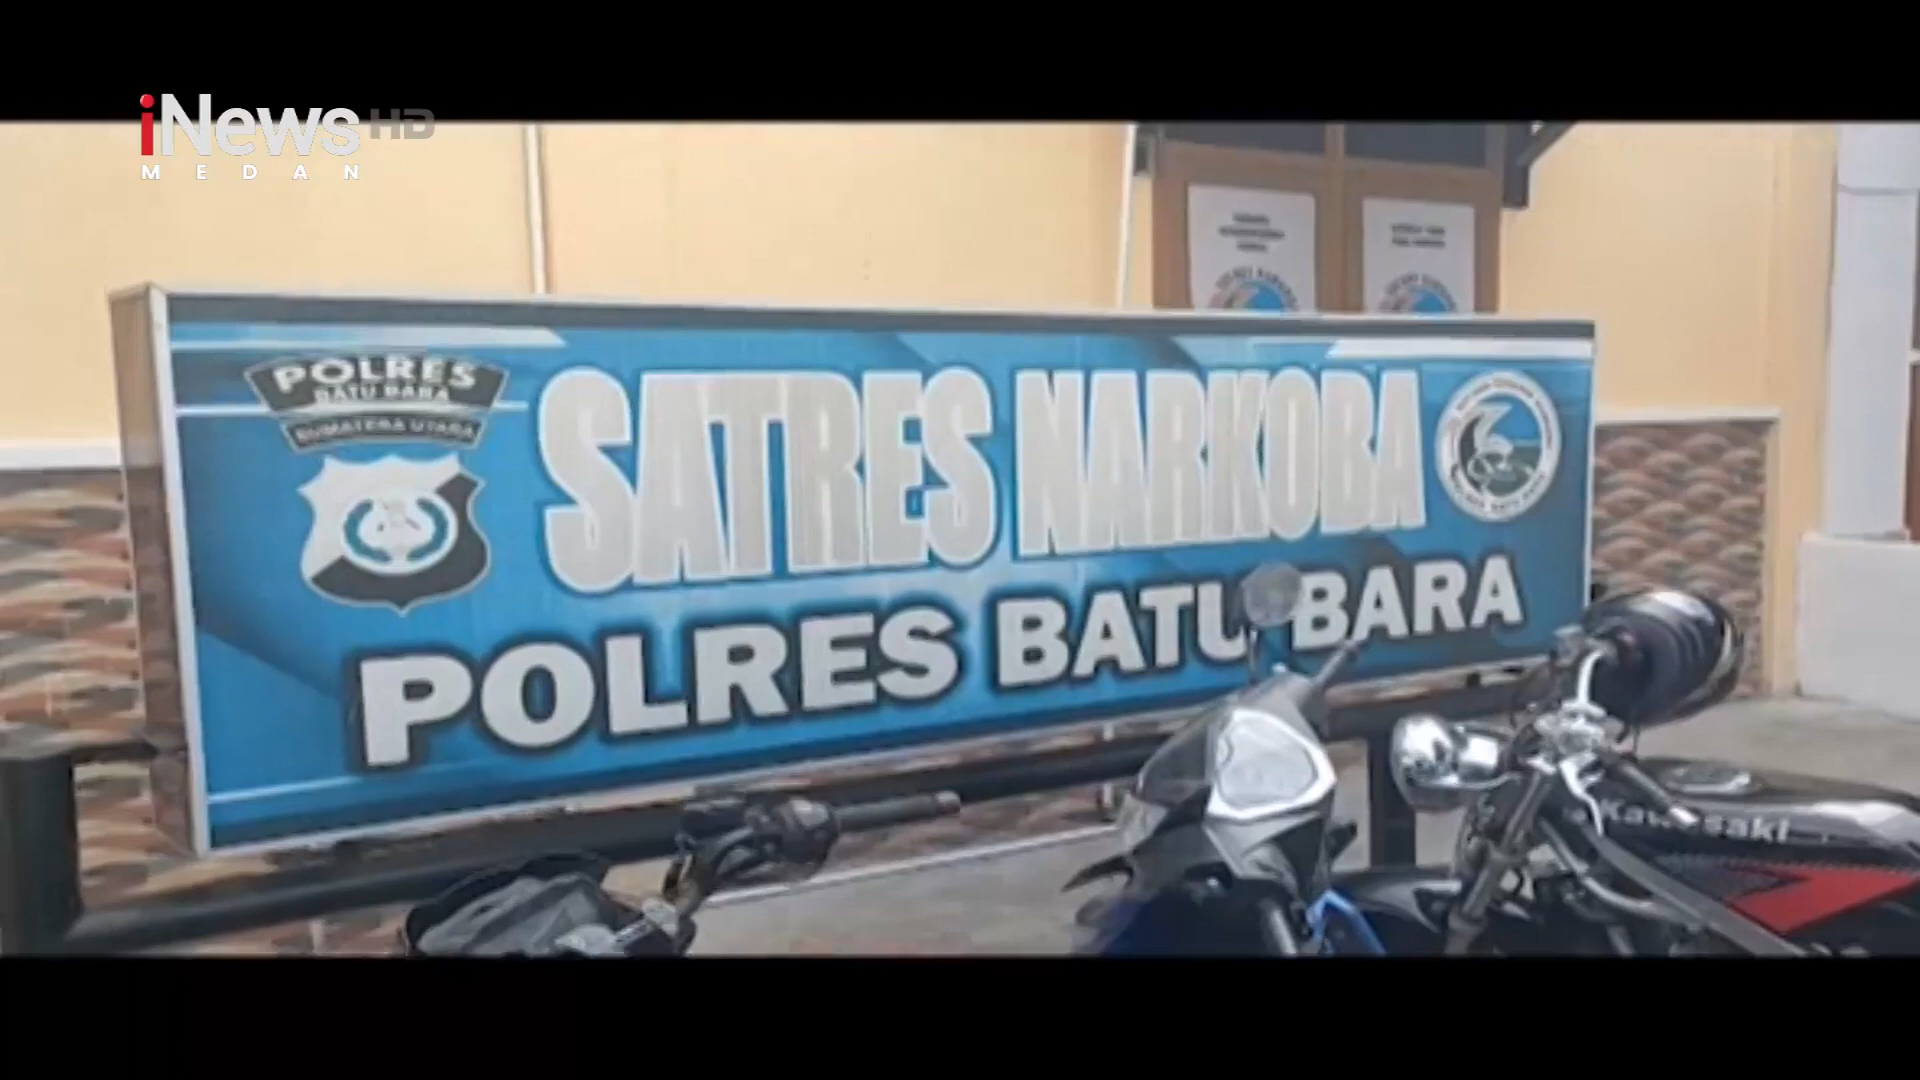 iNews HD
MEDAN
POLRES
BATU BARA
SUMATERA UTARA
SATRES NARKOBA
POLRES BATU BARA
Kawasaki